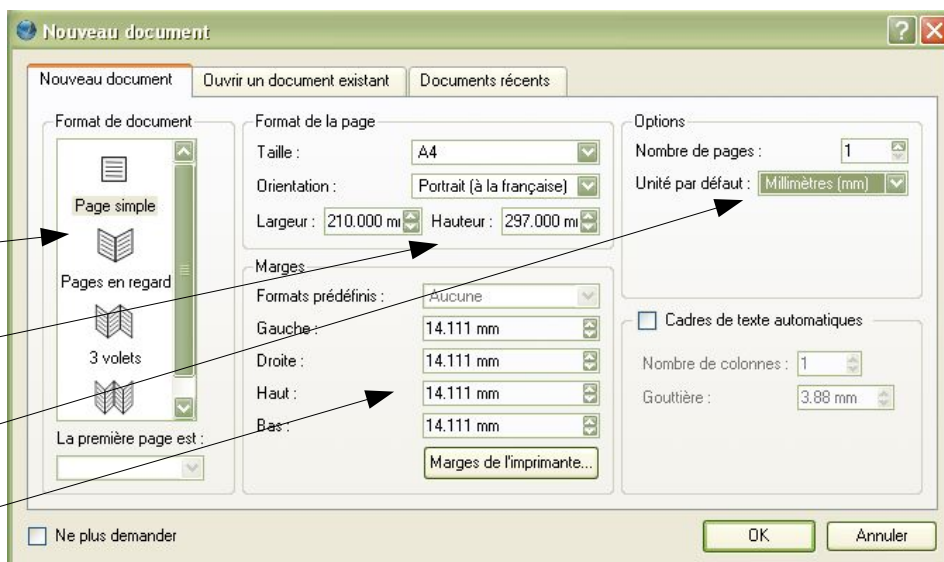 Nouveau document
Nouveau document
Ouvrir un document existant
Documents récents
Format de document
Page simple
Pages en regard
3 volets
La première page est :
Format de la page
Taille : A4
Orientation : Portrait (à la française)
Largeur : 210.000 mi Hauteur : 297.000 mi
Marges
Formats prédéfinis : Aucune
Gauche : 14.111 mm
Droite : 14.111 mm
Haut : 14.111 mm
Bas : 14.111 mm
Marges de l'imprimante...
Options
Nombre de pages : 1
Unité par défaut : Millimètres (mm)
Cadres de texte automatiques
Nombre de colonnes : 1
Gouttière : 3.88 mm
Ne plus demander
OK
Annuler